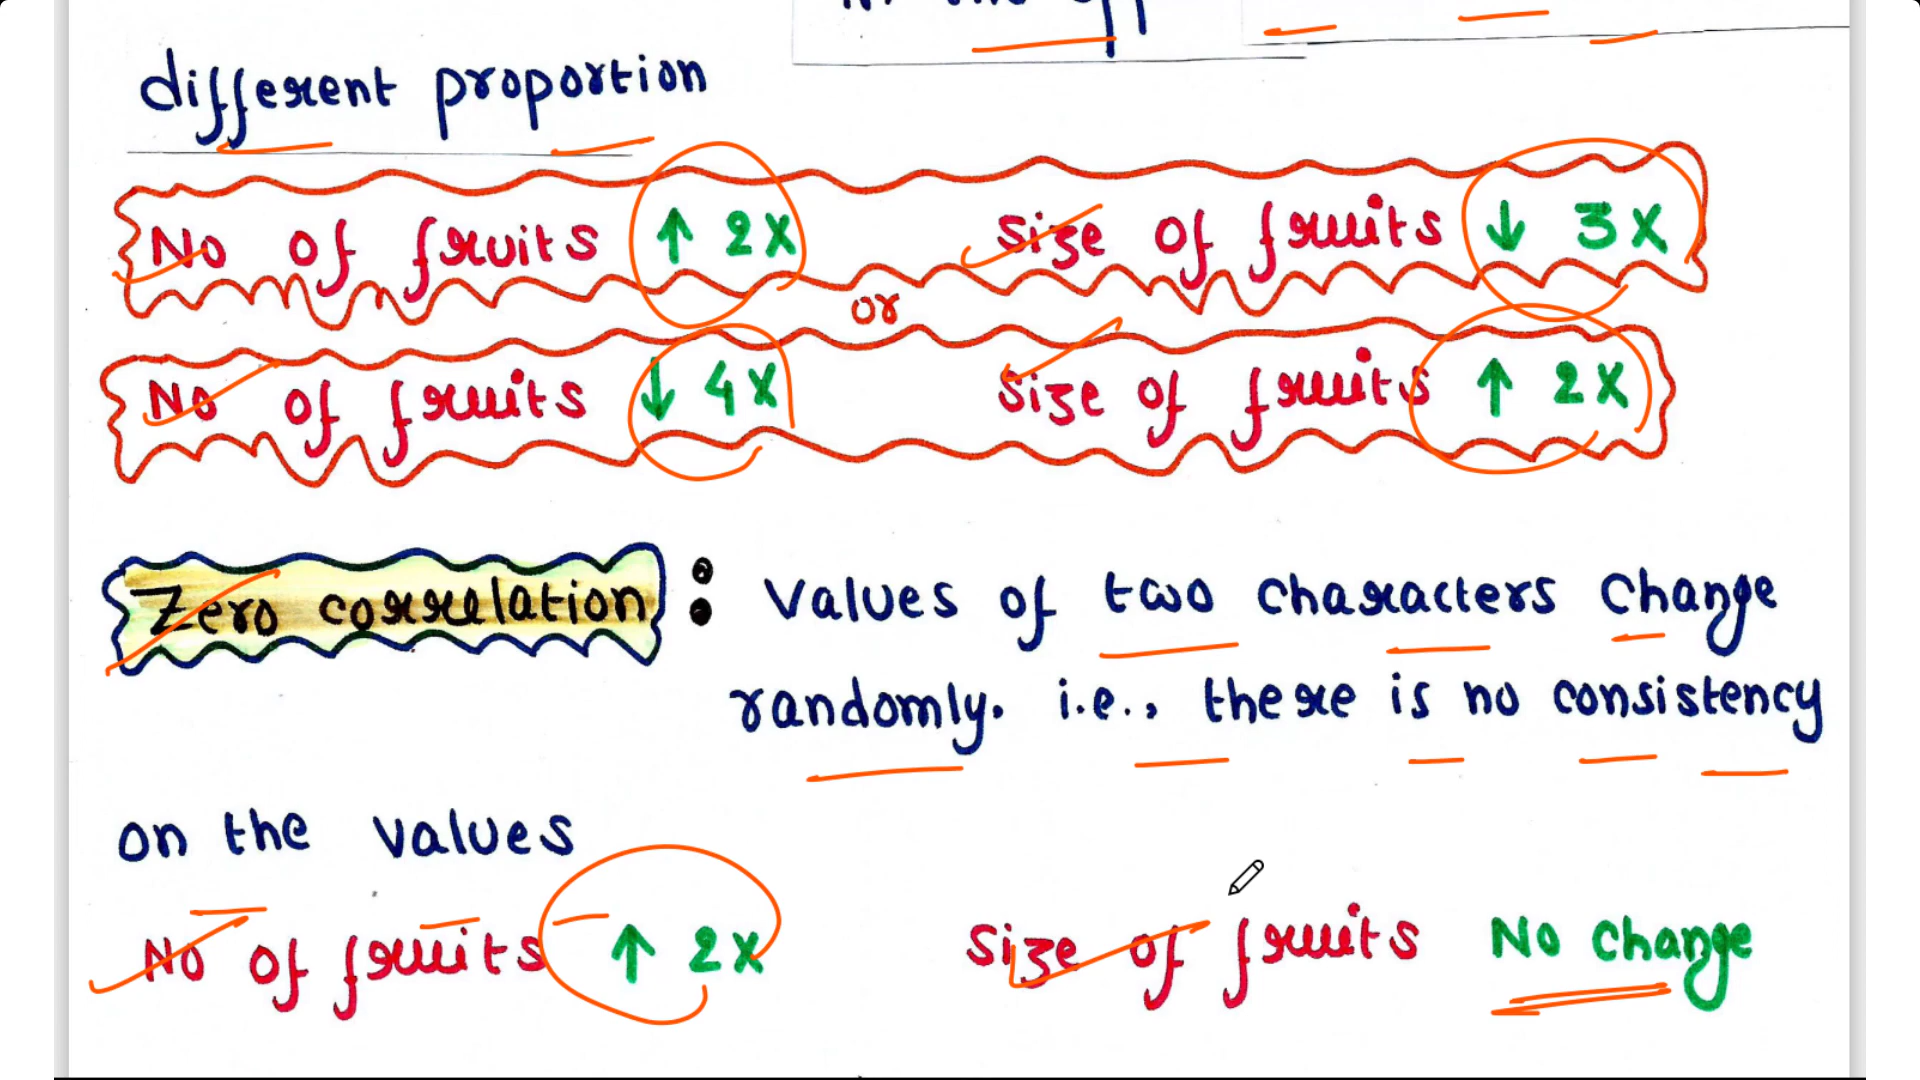 different proportion
No of fruits ↑ 2X Size of fruits ↓ 3X
or
No of fruits ↓ 4X Size of fruits ↑ 2X
Zero correlation : Values of two characters change
randomly. i.e., there is no consistency
on the values
No of fruits ↑ 2X Size of fruits No change